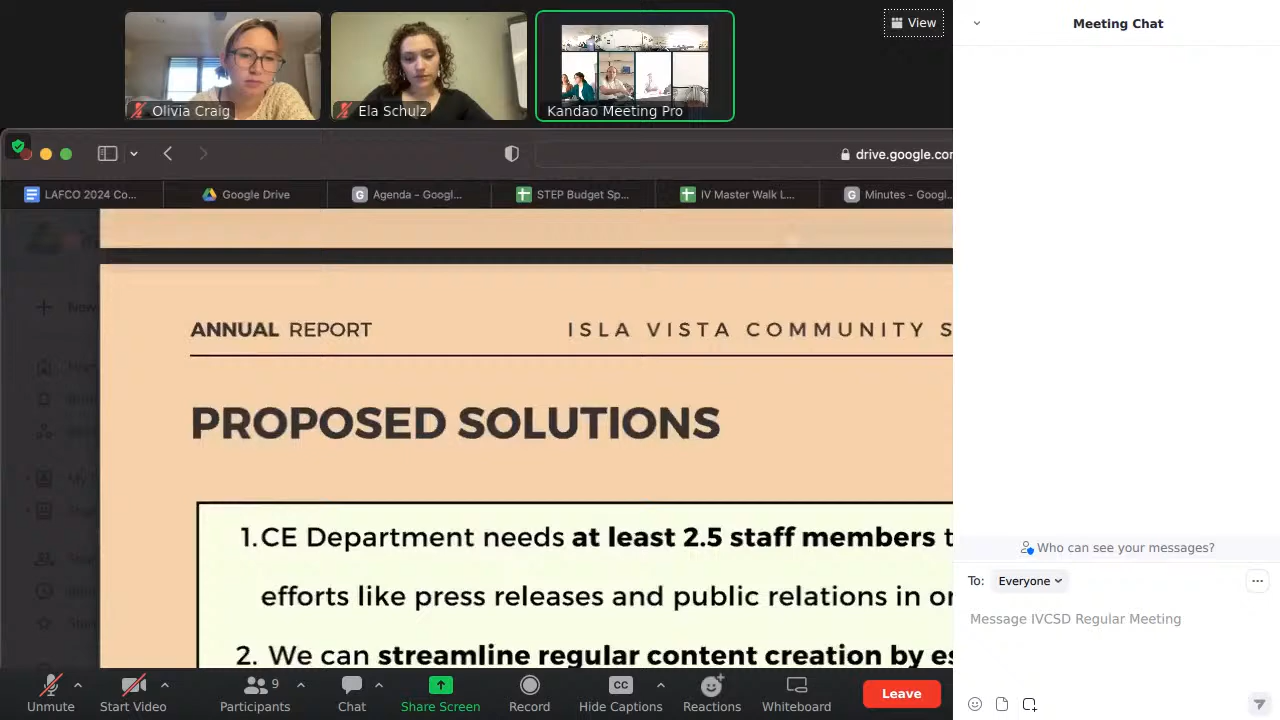 View
Meeting Chat
Olivia Craig
Ela Schulz
Kandao Meeting Pro
drive.google.com
LAFCO 2024 Co...
Google Drive
Agenda – Googl...
STEP Budget Sp...
IV Master Walk L...
Minutes – Googl...
New
ANNUAL REPORT
ISLA VISTA COMMUNITY S
PROPOSED SOLUTIONS
1. CE Department needs at least 2.5 staff members t
efforts like press releases and public relations in or
2. We can streamline regular content creation by es
Who can see your messages?
To: Everyone
Message IVCSD Regular Meeting
Unmute
Start Video
9
Participants
Chat
Share Screen
Record
CC
Hide Captions
Reactions
Whiteboard
Leave